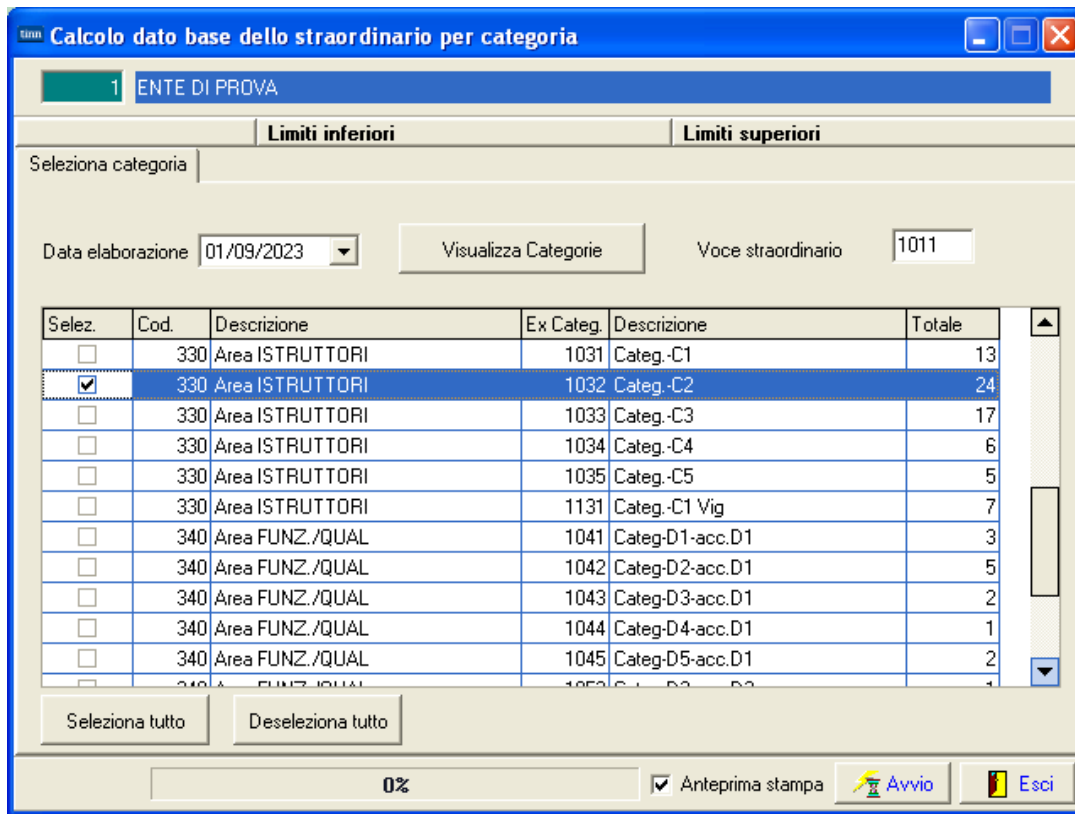 tinn Calcolo dato base dello straordinario per categoria
1 ENTE DI PROVA
Limiti inferiori Limiti superiori
Seleziona categoria
Data elaborazione 01/09/2023 Visualizza Categorie Voce straordinario 1011
Selez. Cod. Descrizione Ex Categ. Descrizione Totale
330 Area ISTRUTTORI 1031 Categ.-C1 13
330 Area ISTRUTTORI 1032 Categ.-C2 24
330 Area ISTRUTTORI 1033 Categ.-C3 17
330 Area ISTRUTTORI 1034 Categ.-C4 6
330 Area ISTRUTTORI 1035 Categ.-C5 5
330 Area ISTRUTTORI 1131 Categ.-C1 Vig 7
340 Area FUNZ./QUAL 1041 Categ-D1-acc.D1 3
340 Area FUNZ./QUAL 1042 Categ-D2-acc.D1 5
340 Area FUNZ./QUAL 1043 Categ-D3-acc.D1 2
340 Area FUNZ./QUAL 1044 Categ-D4-acc.D1 1
340 Area FUNZ./QUAL 1045 Categ-D5-acc.D1 2
Seleziona tutto Deseleziona tutto
0% Anteprima stampa Avvio Esci